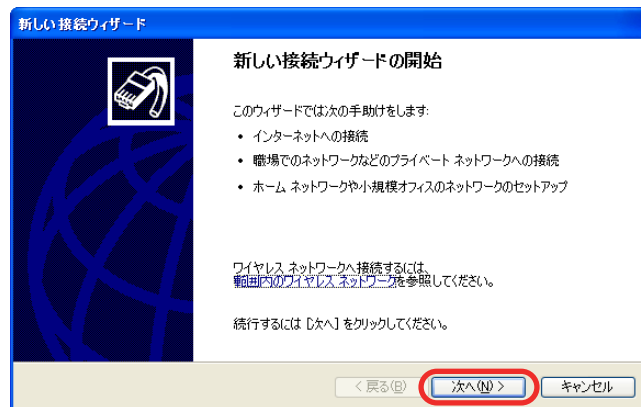 新しい接続ウィザード
新しい接続ウィザードの開始
このウィザードでは次の手助けをします:
• インターネットへの接続
• 職場でのネットワークなどのプライベート ネットワークへの接続
• ホーム ネットワークや小規模オフィスのネットワークのセットアップ
ワイヤレス ネットワークへ接続するには、
範囲内のワイヤレス ネットワークを参照してください。
続行するには [次へ] をクリックしてください。
< 戻る(B)
次へ(N) >
キャンセル